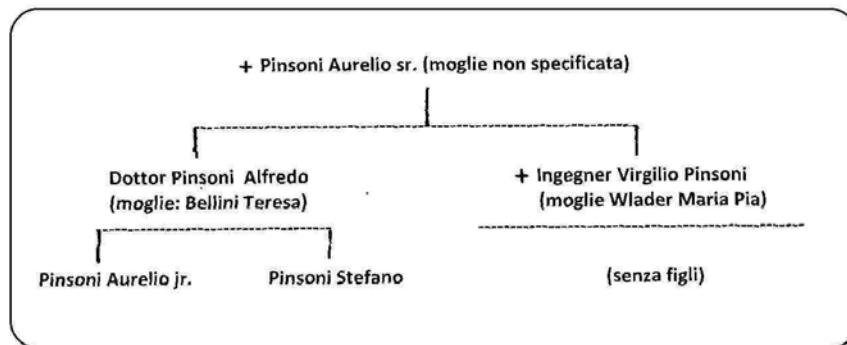 + Pinsoni Aurelio sr. (moglie non specificata)
Dottor Pinsoni Alfredo
(moglie: Bellini Teresa)
+ Ingegner Virgilio Pinsoni
(moglie Wlader Maria Pia)
Pinsoni Aurelio jr.
Pinsoni Stefano
(senza figli)